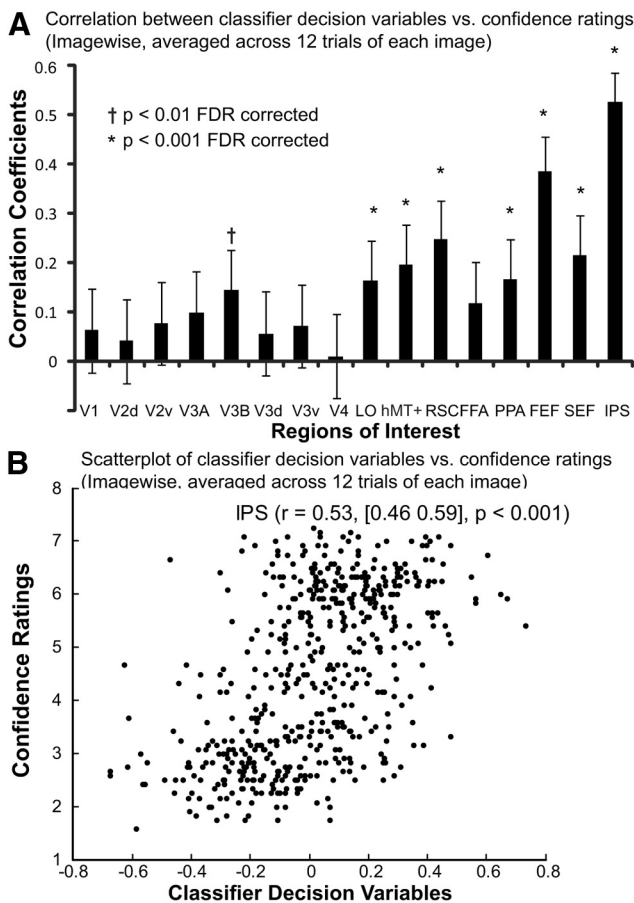 A
Correlation between classifier decision variables vs. confidence ratings
(Imagewise, averaged across 12 trials of each image)
Correlation Coefficients
0.6
0.5
0.4
0.3
0.2
0.1
0
† p < 0.01 FDR corrected
* p < 0.001 FDR corrected
† * * * * * * *
V1 V2d V2v V3A V3B V3d V3v V4 LO hMT+ RSC FFA PPA FEF SEF IPS
Regions of Interest
B
Scatterplot of classifier decision variables vs. confidence ratings
(Imagewise, averaged across 12 trials of each image)
IPS (r = 0.53, [0.46 0.59], p < 0.001)
Confidence Ratings
8
7
6
5
4
3
2
1
-0.8 -0.6 -0.4 -0.2 0 0.2 0.4 0.6 0.8
Classifier Decision Variables